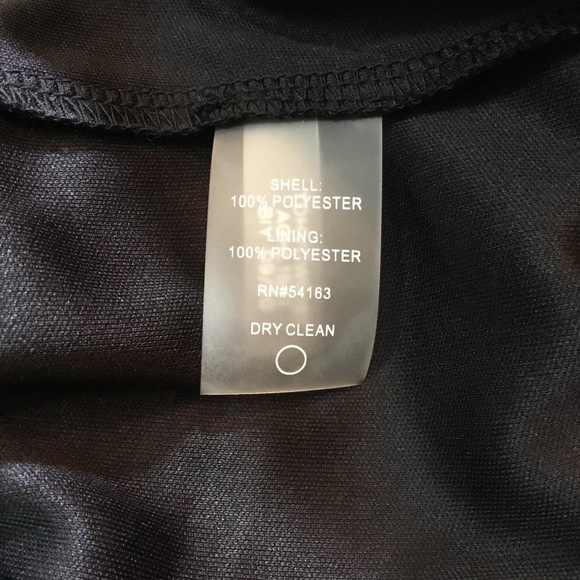 SHELL:
100% POLYESTER
LINING:
100% POLYESTER
RN#54163
DRY CLEAN